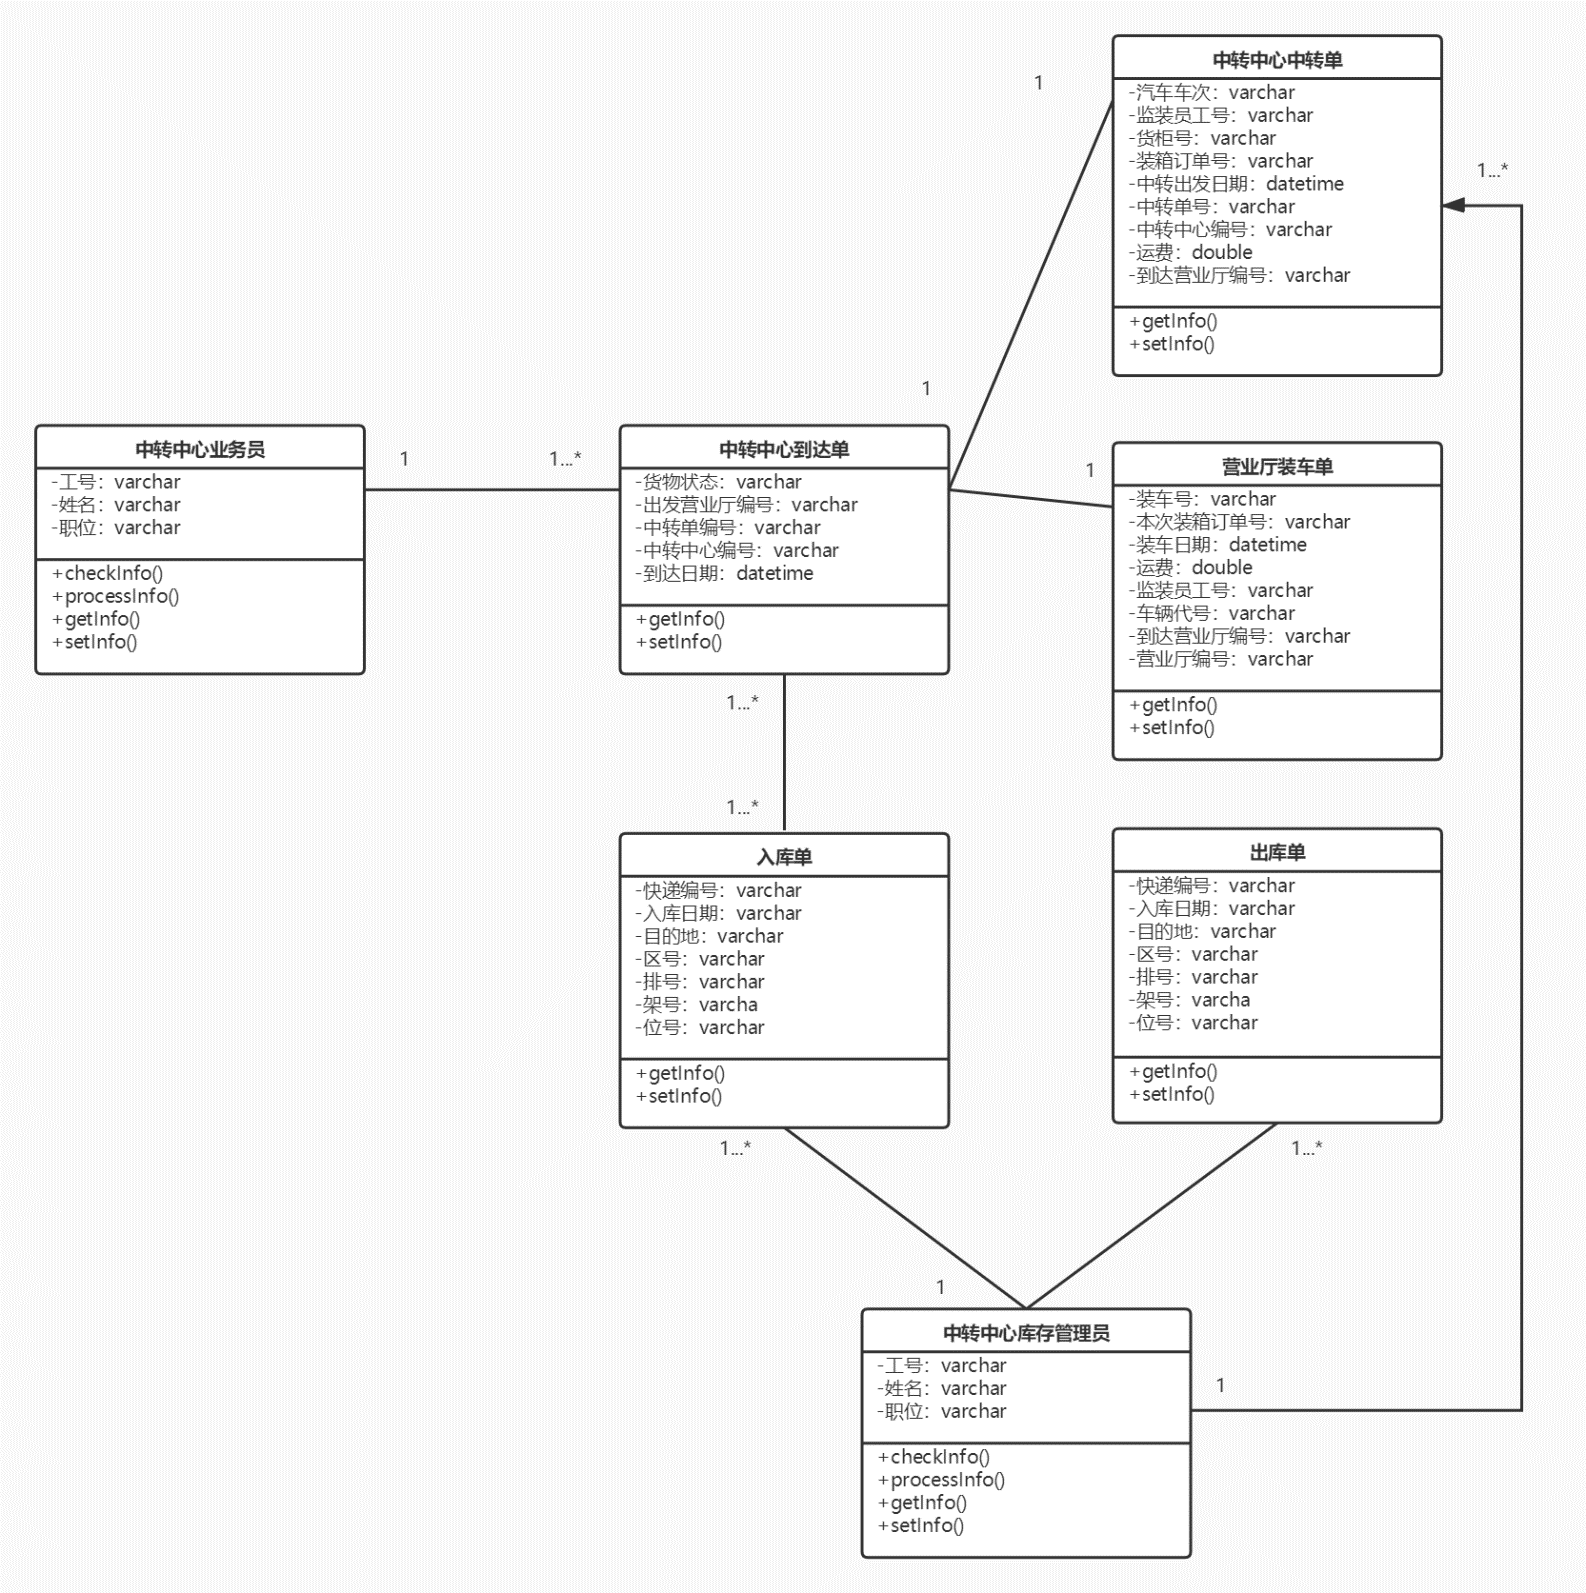 中转中心中转单
-汽车车次：varchar
-监装员工号：varchar
-货柜号：varchar
-装箱订单号：varchar
-中转出发日期：datetime
-中转单号：varchar
-中转中心编号：varchar
-运费：double
-到达营业厅编号：varchar
+getInfo()
+setInfo()
1
1...*
1
中转中心业务员
-工号：varchar
-姓名：varchar
-职位：varchar
+checkInfo()
+processInfo()
+getInfo()
+setInfo()
1
1...*
中转中心到达单
-货物状态：varchar
-出发营业厅编号：varchar
-中转单编号：varchar
-中转中心编号：varchar
-到达日期：datetime
+getInfo()
+setInfo()
1
营业厅装车单
-装车号：varchar
-本次装箱订单号：varchar
-装车日期：datetime
-运费：double
-监装员工号：varchar
-车辆代号：varchar
-到达营业厅编号：varchar
-营业厅编号：varchar
+getInfo()
+setInfo()
1...*
1...*
入库单
-快递编号：varchar
-入库日期：varchar
-目的地：varchar
-区号：varchar
-排号：varchar
-架号：varcha
-位号：varchar
+getInfo()
+setInfo()
出库单
-快递编号：varchar
-入库日期：varchar
-目的地：varchar
-区号：varchar
-排号：varchar
-架号：varcha
-位号：varchar
+getInfo()
+setInfo()
1...*
1...*
1
中转中心库存管理员
-工号：varchar
-姓名：varchar
-职位：varchar
+checkInfo()
+processInfo()
+getInfo()
+setInfo()
1